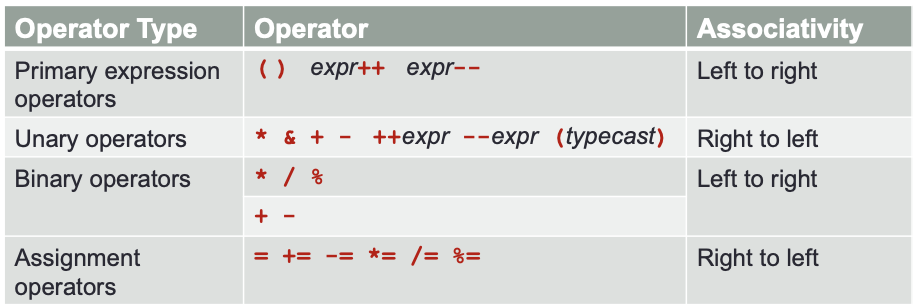 Operator Type Operator Associativity
Primary expression ( ) expr++ expr-- Left to right
operators
Unary operators * & + - ++expr --expr (typecast) Right to left
Binary operators * / % Left to right
+ -
Assignment = += -= *= /= %= Right to left
operators